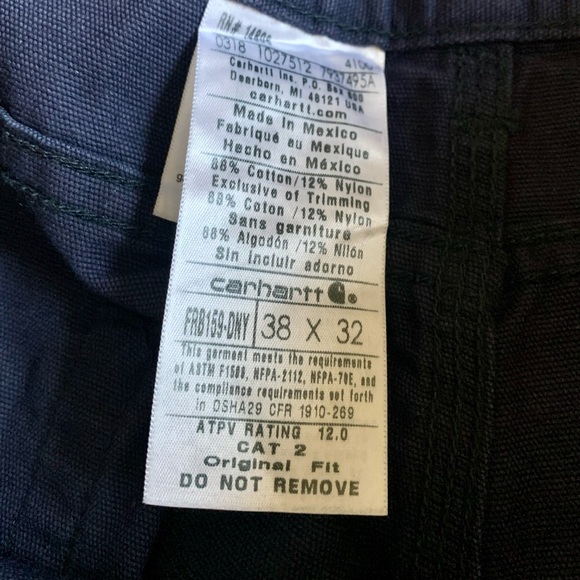 RN# 14806
0318 1027512 7937495A
Carhartt Inc. P.O. Box 600
Dearborn, MI 48121 USA
carhartt.com
Made in Mexico
Fabriqué au Mexique
Hecho en México
88% Cotton/12% Nylon
Exclusive of Trimming
88% Coton /12% Nylon
Sans garniture
88% Algodón /12% Nilón
Sin incluir adorno
carhartt
FRB159-DNY 38 X 32
This garment meets the requirements
of ASTM F1506, NFPA-2112, NFPA-70E, and
the compliance requirements set forth
in OSHA29 CFR 1910-269
ATPV RATING 12.0
CAT 2
Original Fit
DO NOT REMOVE